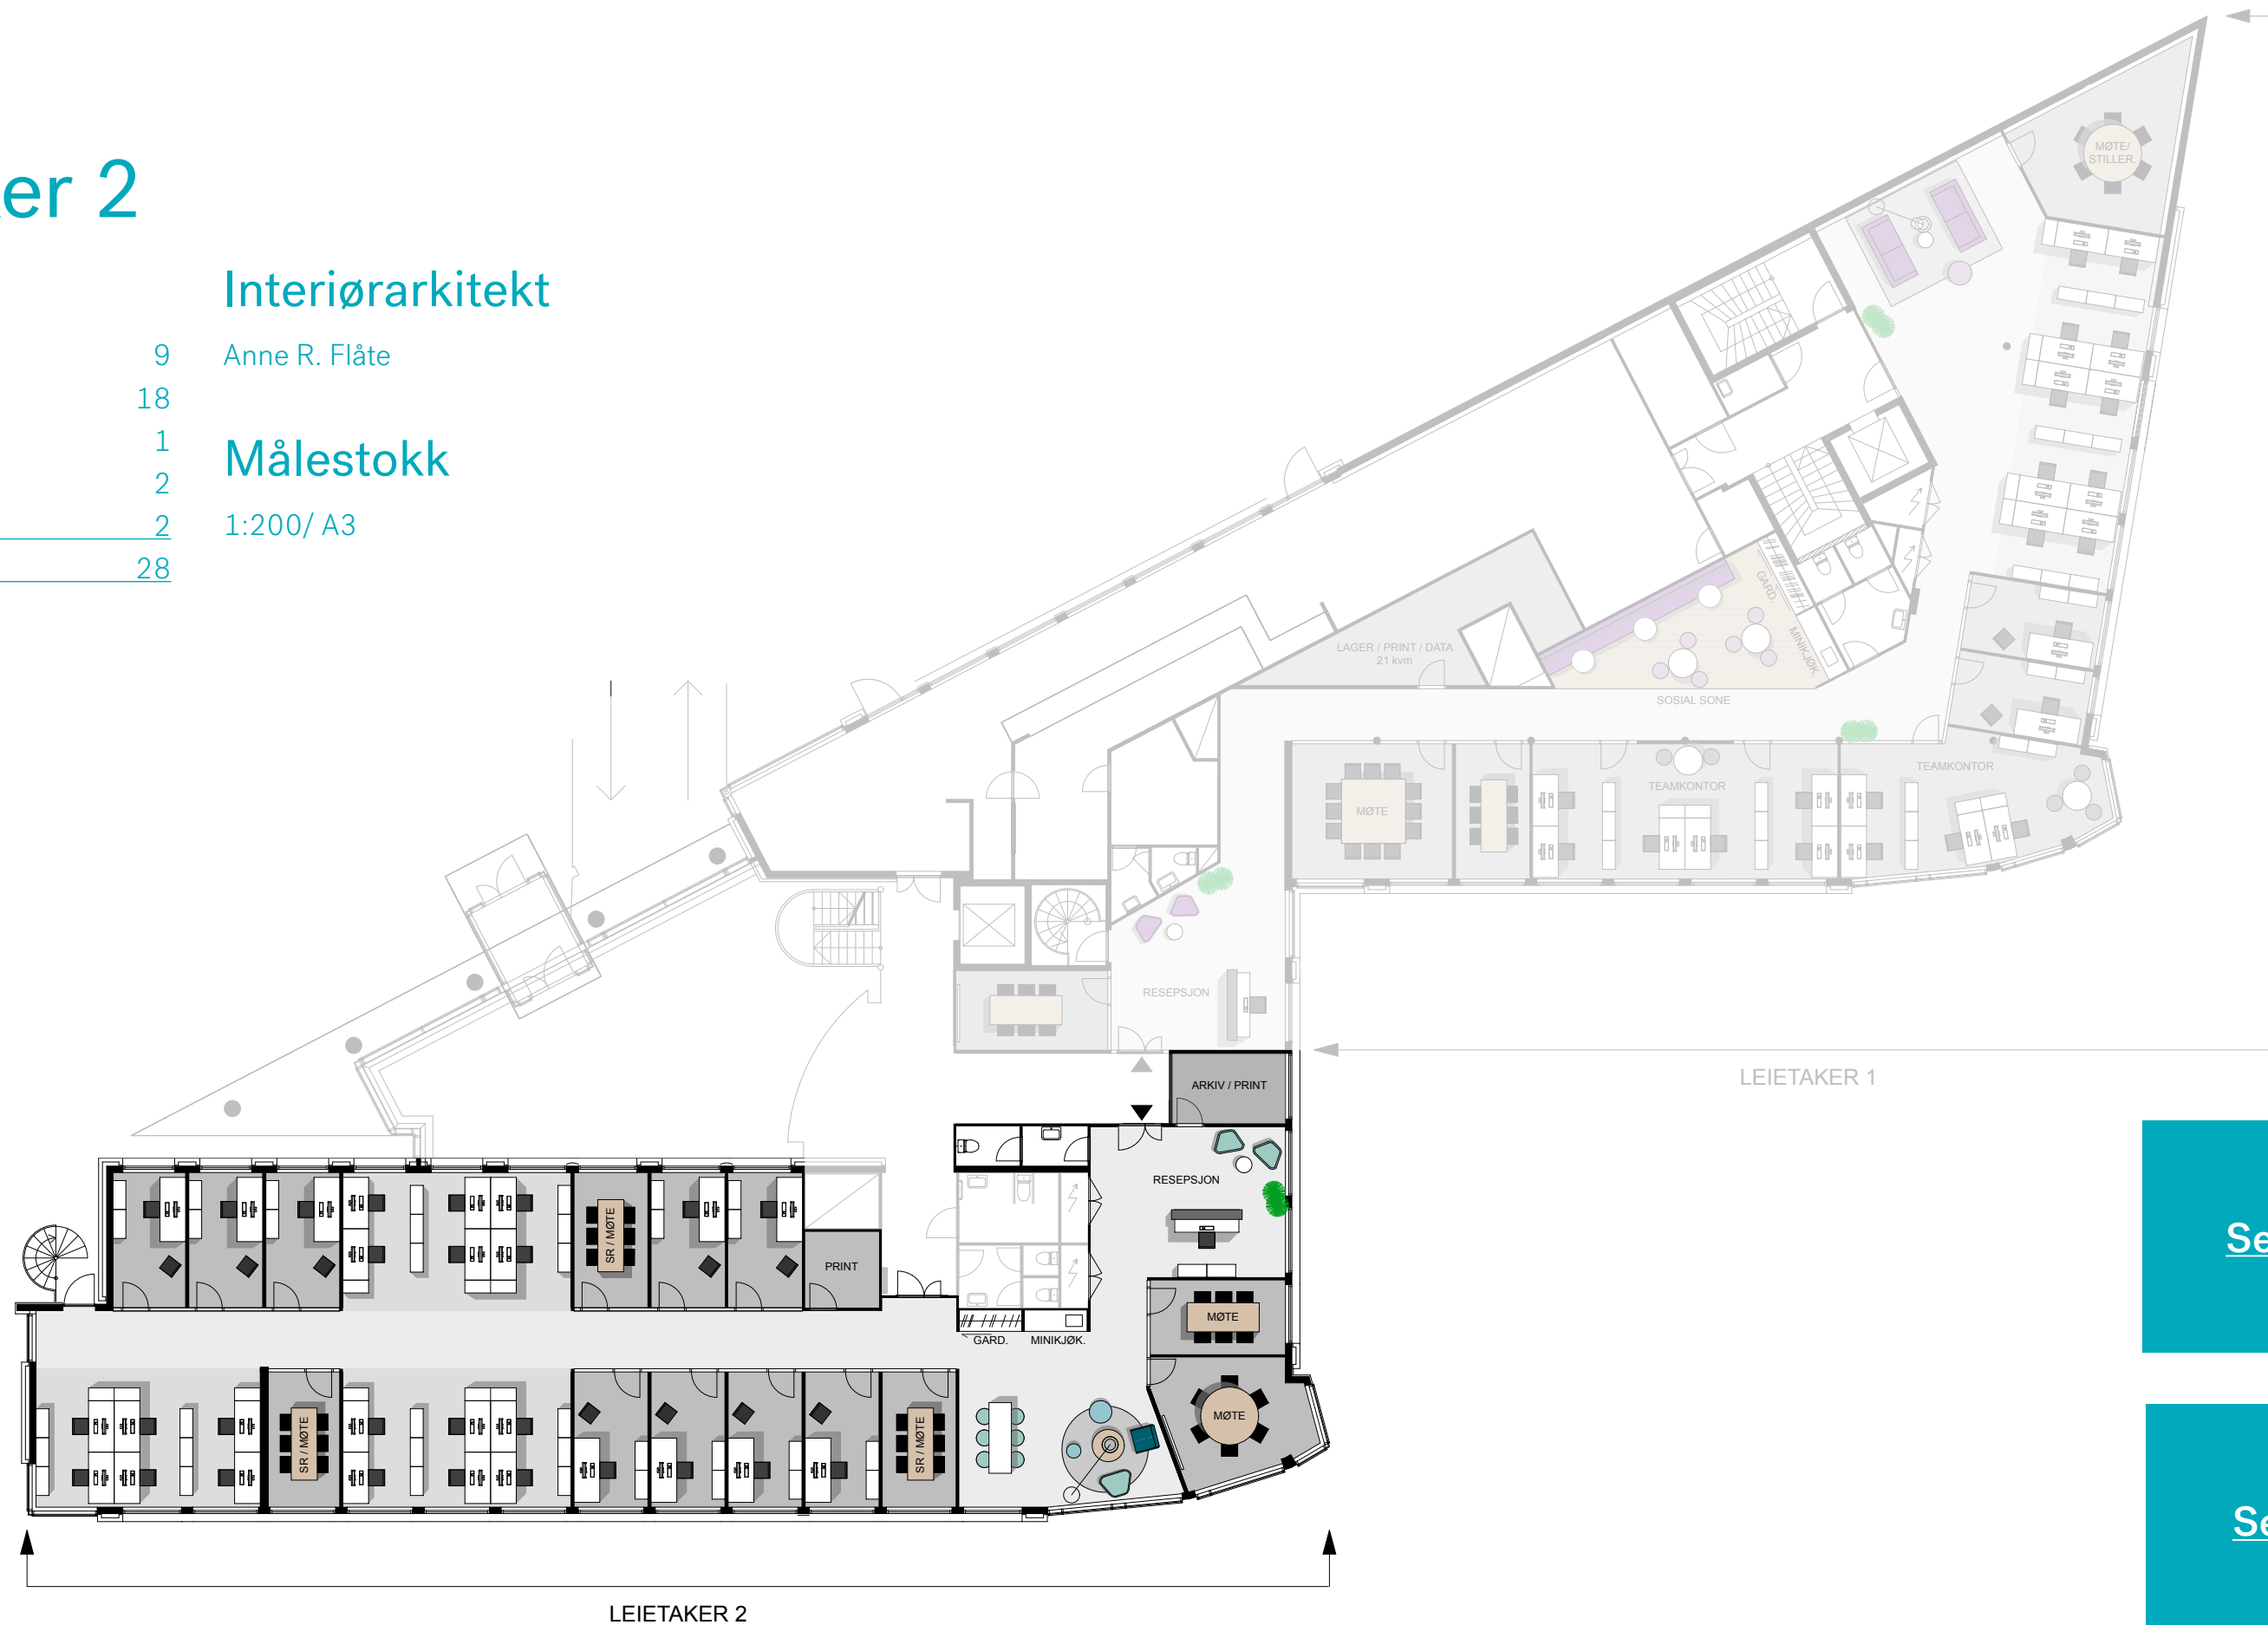 er 2
Interiørarkitekt
9
Anne R. Flåte
18
1
Målestokk
2
2
1:200/ A3
28
MØTE/
STILLER.
GARD.
MINIKJØK.
LAGER / PRINT / DATA
21 kvm
SOSIAL SONE
TEAMKONTOR
TEAMKONTOR
MØTE
RESEPSJON
LEIETAKER 1
ARKIV / PRINT
RESEPSJON
SR / MØTE
PRINT
MØTE
GARD.
MINIKJØK.
MØTE
SR / MØTE
SR / MØTE
LEIETAKER 2
Se
Se